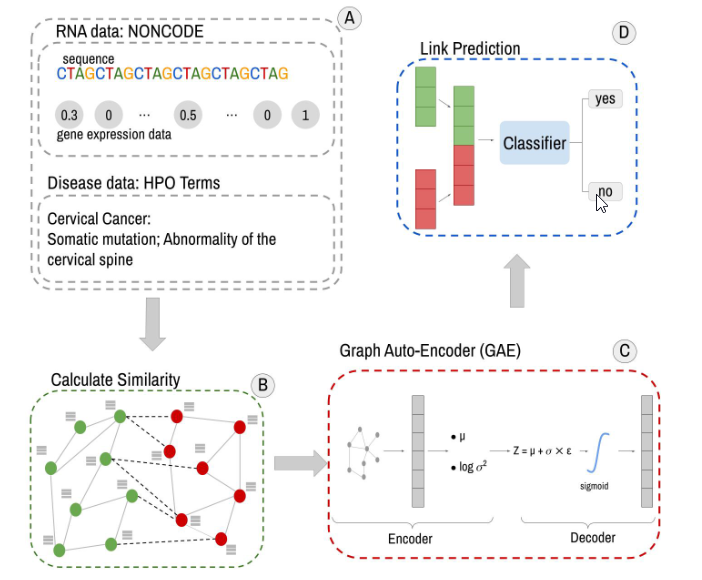 A
RNA data: NONCODE
sequence
CTAGCTAGCTAGCTAGCTAGCTAG
0.3 0 ... 0.5 ... 0 1
gene expression data
Disease data: HPO Terms
Cervical Cancer:
Somatic mutation; Abnormality of the
cervical spine
Calculate Similarity
B
Graph Auto-Encoder (GAE)
C
• μ
• log σ²
Z = μ + σ × ε
sigmoid
Encoder
Decoder
Link Prediction
D
Classifier
yes
no